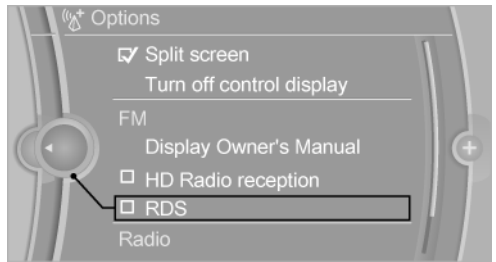 Options
Split screen
Turn off control display
FM
Display Owner's Manual
HD Radio reception
RDS
Radio